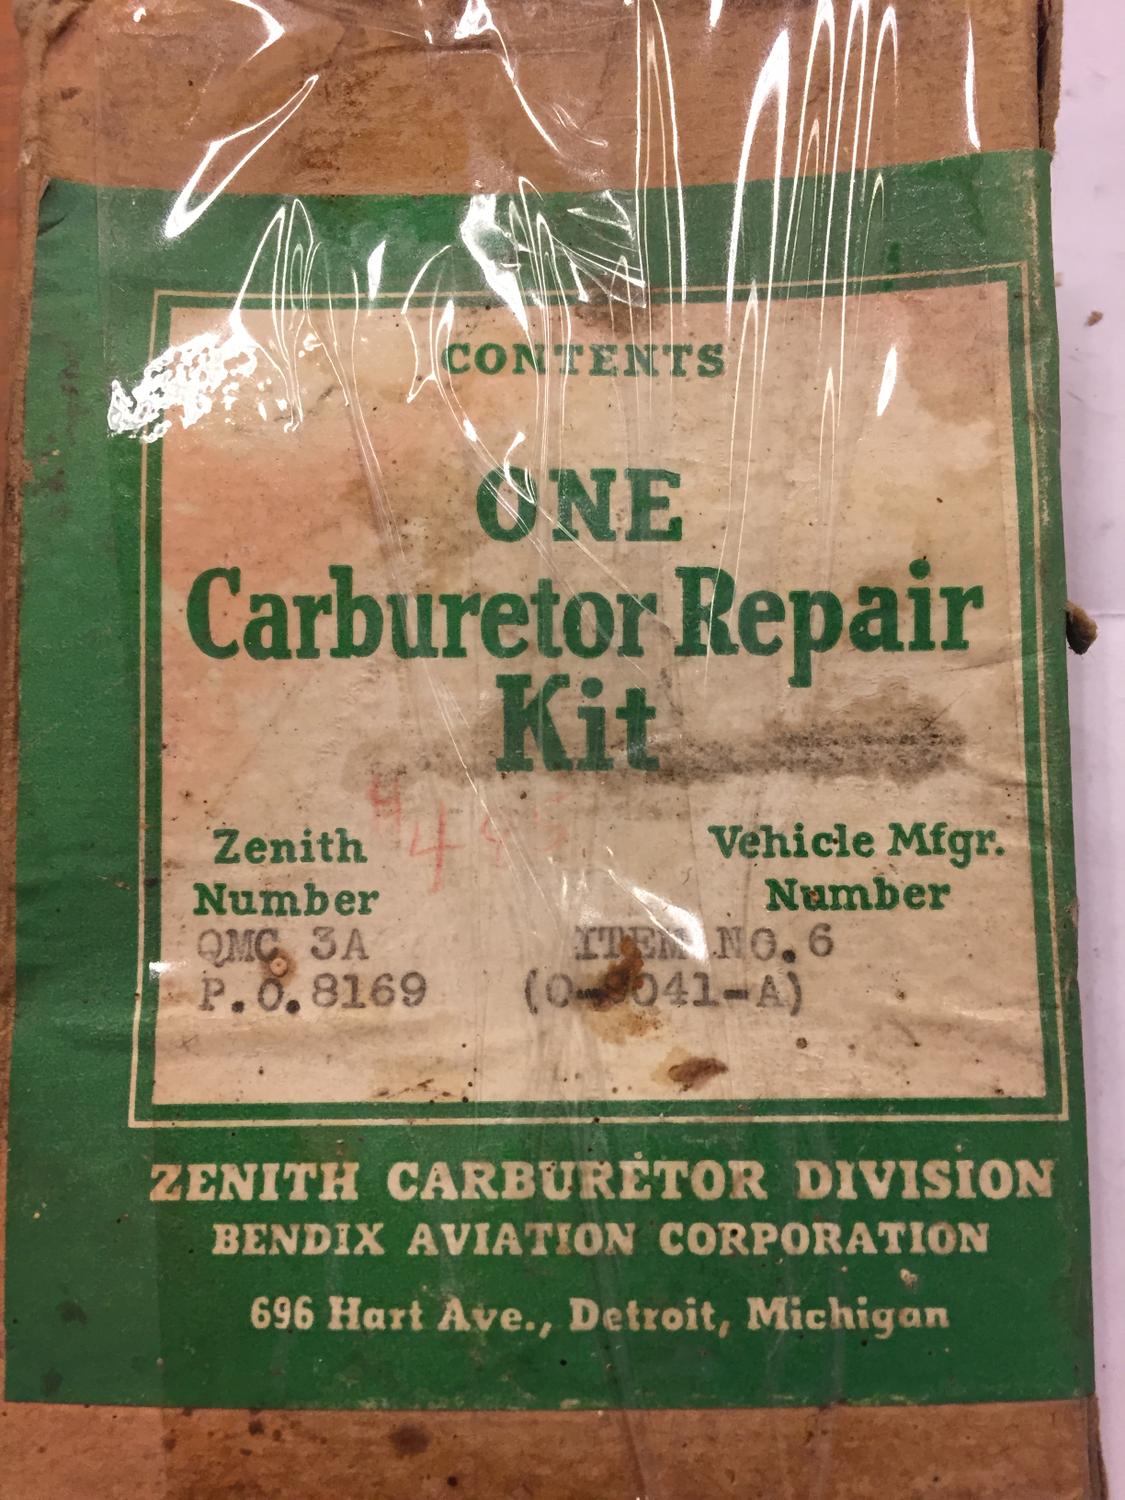 CONTENTS
ONE
Carburetor Repair
Kit
Zenith
Number
Vehicle Mfgr.
Number
QMC 3A
ITEM NO.6
P.O.8169
ZENITH CARBURETOR DIVISION
BENDIX AVIATION CORPORATION
696 Hart Ave., Detroit, Michigan